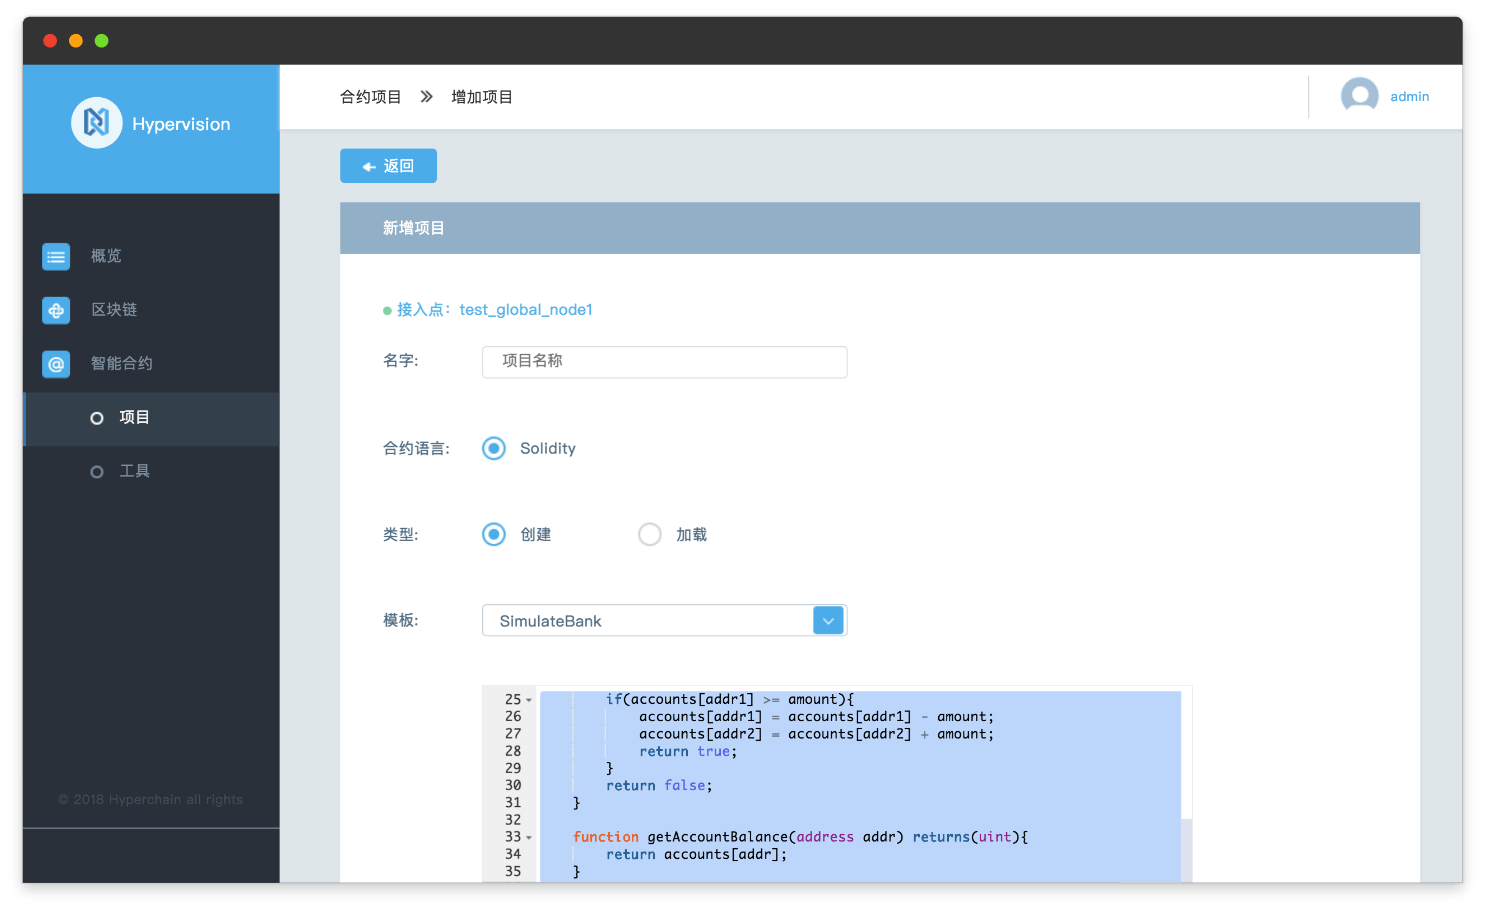 Hypervision
合约项目 » 增加项目
admin
返回
新增项目
概览
区块链
智能合约
项目
工具
© 2018 Hyperchain all rights
接入点：test_global_node1
名字:
项目名称
合约语言:
Solidity
类型:
创建
加载
模板:
SimulateBank
25 if(accounts[addr1] >= amount){
26 accounts[addr1] = accounts[addr1] - amount;
27 accounts[addr2] = accounts[addr2] + amount;
28 return true;
29 }
30 return false;
31 }
32
33 function getAccountBalance(address addr) returns(uint){
34 return accounts[addr];
35 }